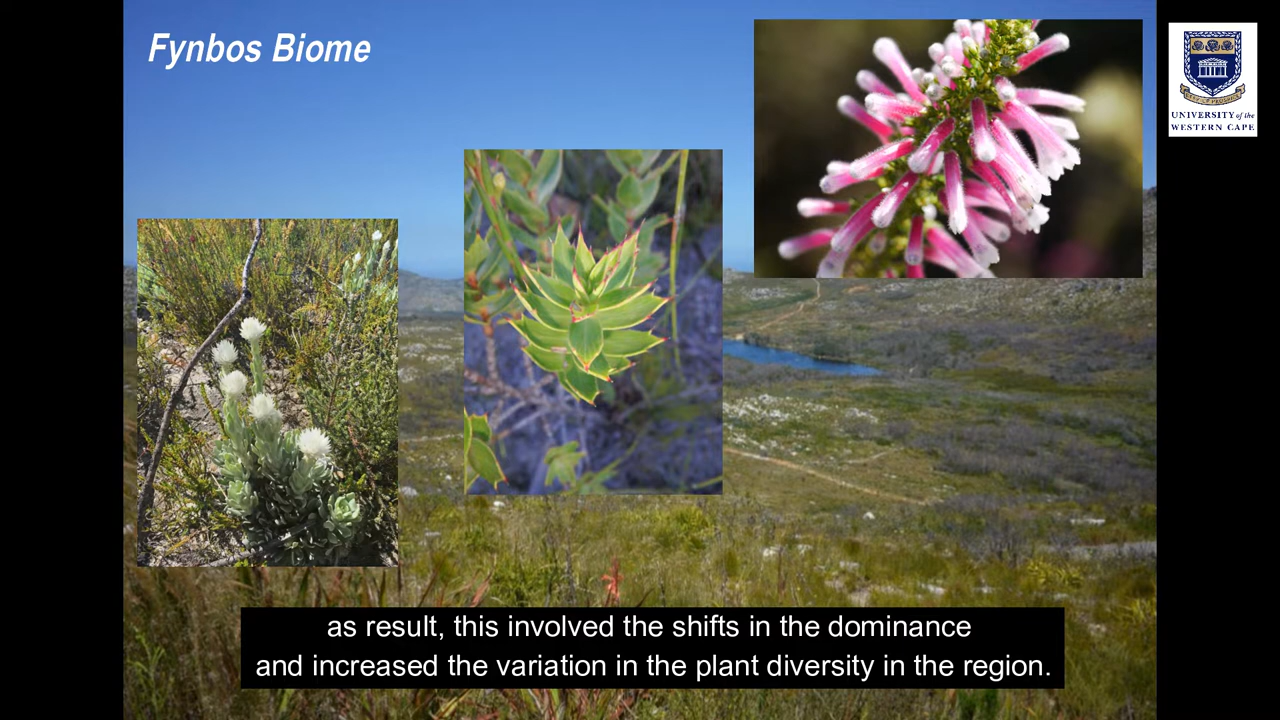 Fynbos Biome
UNIVERSITY of the
WESTERN CAPE
as result, this involved the shifts in the dominance
and increased the variation in the plant diversity in the region.